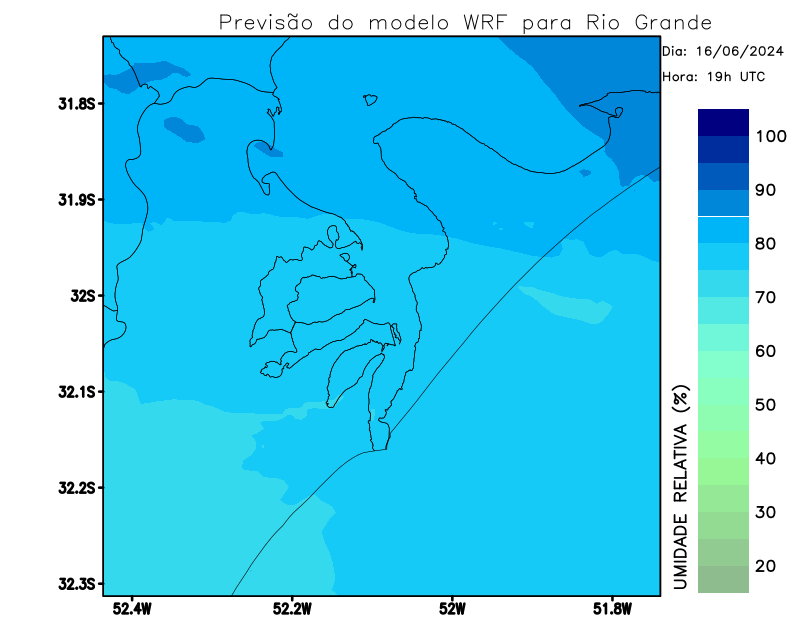 Previsão do modelo WRF para Rio Grande
Dia: 16/06/2024
Hora: 19h UTC
31.8S
31.9S
32S
32.1S
32.2S
32.3S
52.4W
52.2W
52W
51.8W
100
90
80
70
60
50
40
30
20
UMIDADE RELATIVA (%)